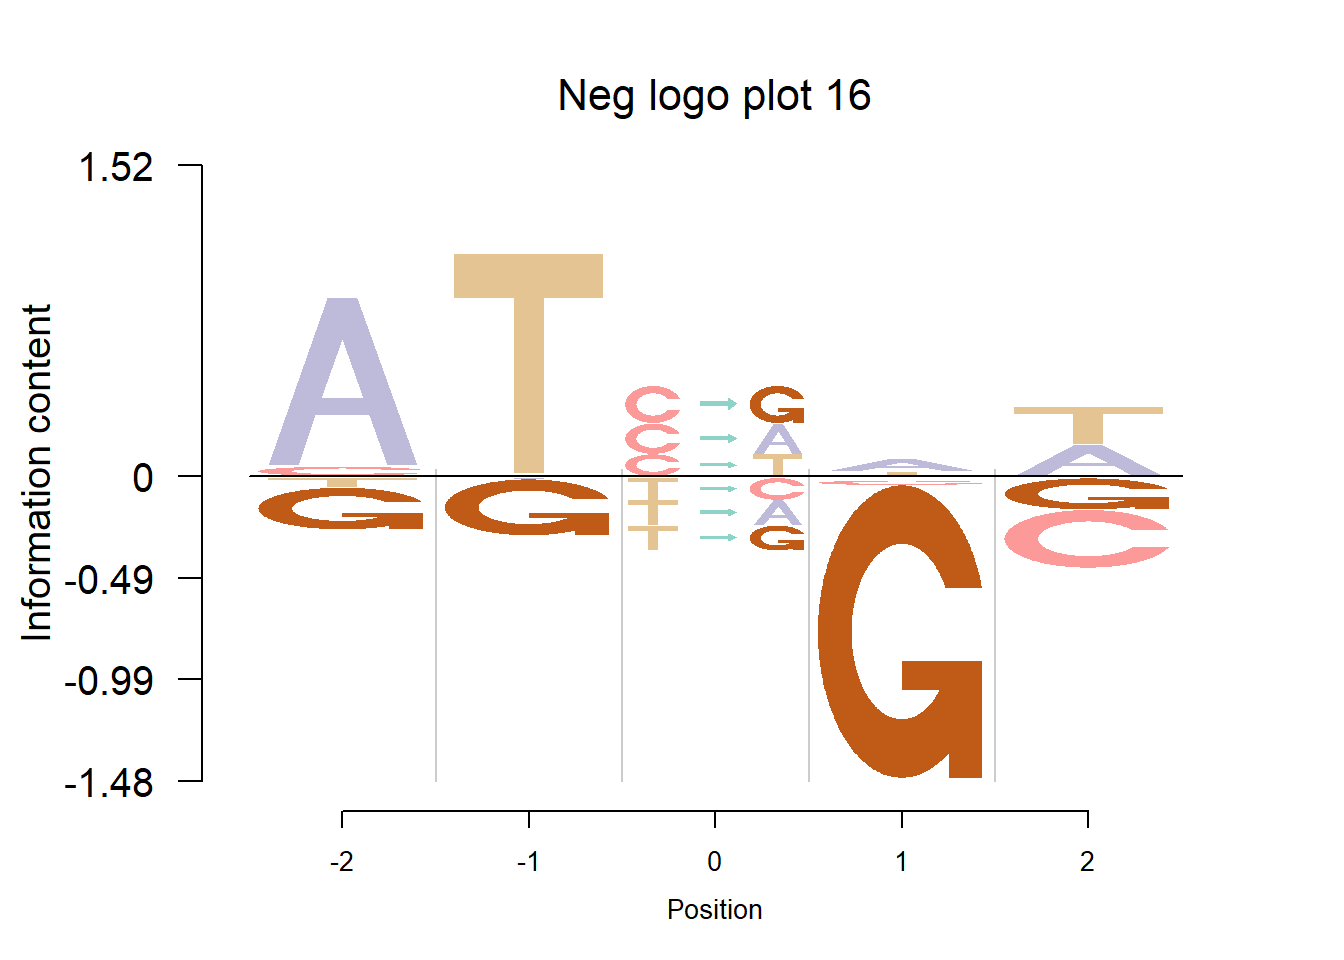 Neg logo plot 16
1.52
0
-0.49
-0.99
-1.48
Information content
A C T G
T G
C → G
C → A
C → T
T → C
T → A
T → G
A T C G
T A G C
-2 -1 0 1 2
Position